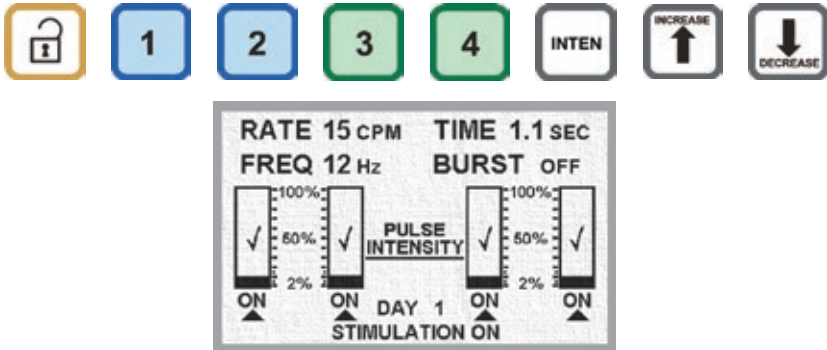 1 2 3 4 INTEN INCREASE DECREASE
RATE 15 CPM TIME 1.1 SEC
FREQ 12 Hz BURST OFF
100% 100%
50% PULSE INTENSITY 50%
2% 2%
ON ON DAY 1 ON ON
STIMULATION ON